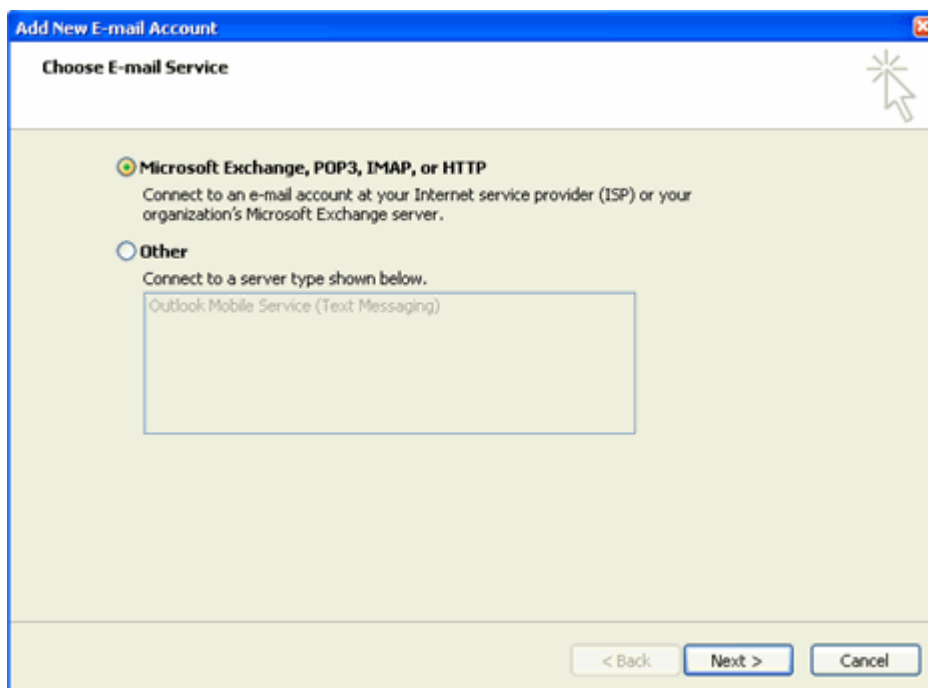 Add New E-mail Account
Choose E-mail Service
Microsoft Exchange, POP3, IMAP, or HTTP
Connect to an e-mail account at your Internet service provider (ISP) or your
organization's Microsoft Exchange server.
Other
Connect to a server type shown below.
Outlook Mobile Service (Text Messaging)
< Back
Next >
Cancel